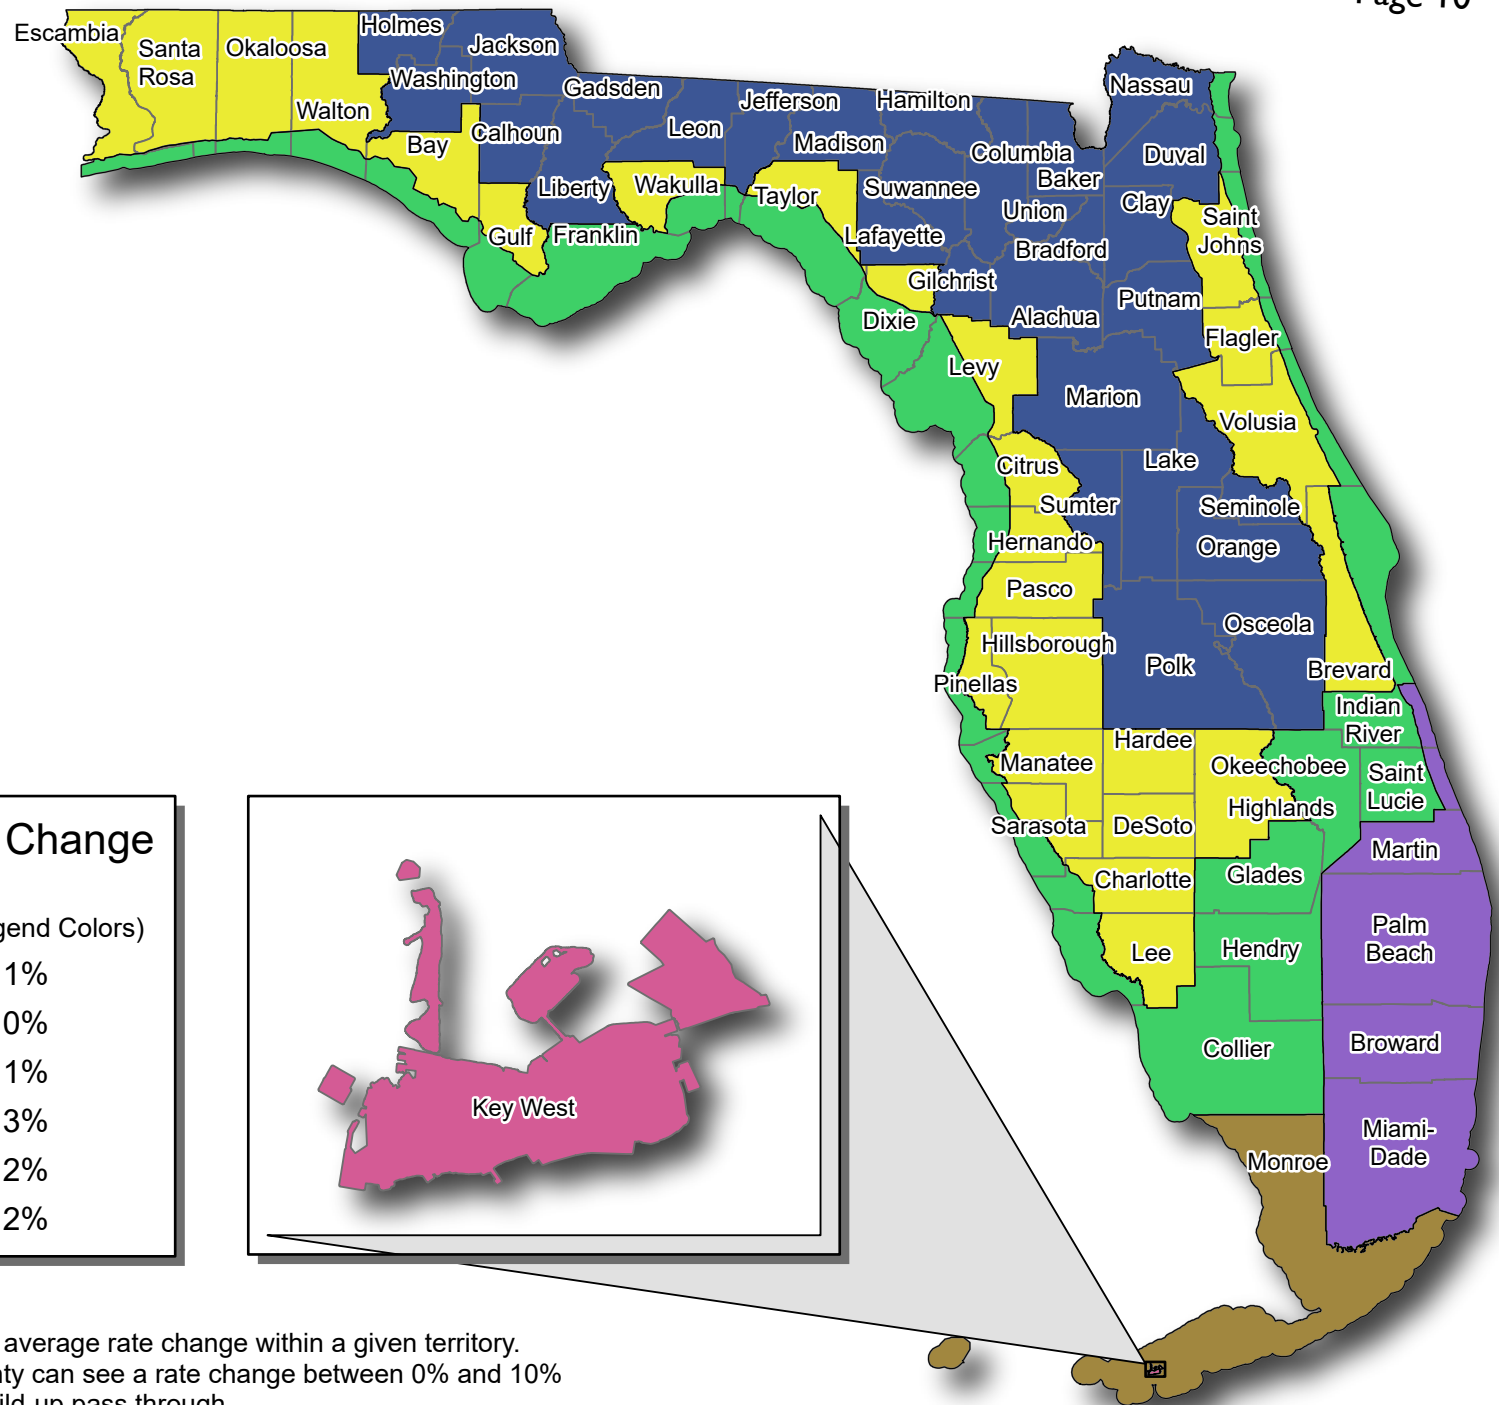 Page 10
Escambia
Santa
Rosa
Okaloosa
Walton
Holmes
Jackson
Washington
Bay
Calhoun
Gadsden
Leon
Liberty
Gulf
Franklin
Wakulla
Jefferson
Madison
Taylor
Hamilton
Suwannee
Lafayette
Columbia
Baker
Union
Bradford
Nassau
Duval
Clay
Saint
Johns
Gilchrist
Dixie
Alachua
Putnam
Flagler
Levy
Marion
Volusia
Citrus
Lake
Sumter
Seminole
Hernando
Orange
Pasco
Osceola
Hillsborough
Polk
Pinellas
Brevard
Indian
River
Hardee
Manatee
Okeechobee
Saint
Lucie
Highlands
Sarasota
DeSoto
Martin
Charlotte
Glades
Palm
Beach
Lee
Hendry
Collier
Broward
Miami-
Dade
Monroe
Key West
Change
gend Colors)
1%
0%
1%
3%
2%
2%
average rate change within a given territory.
nty can see a rate change between 0% and 10%
ild-up pass through